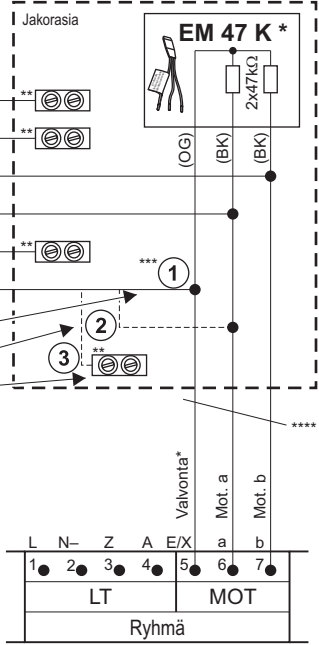 Jakorasia
EM 47 K *
2x47kΩ
(OG)
(BK)
(BK)
**
**
**
*** 1
2
3
**
****
Valvonta*
Mot. a
Mot. b
L N– Z A E/X a b
1 2 3 4 5 6 7
LT MOT
Ryhmä